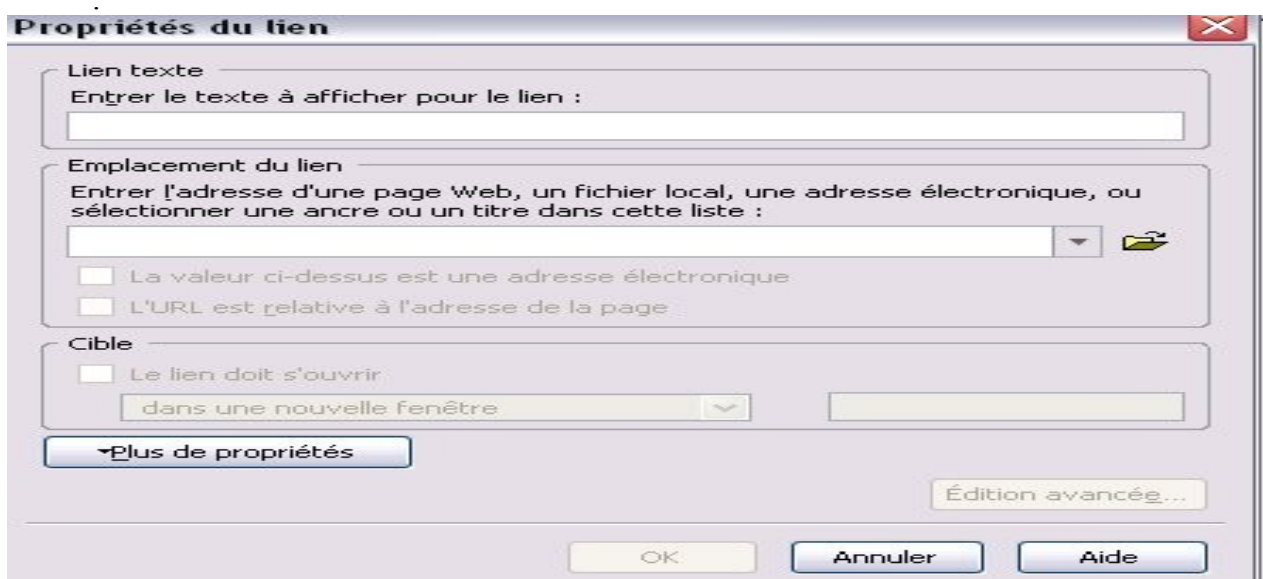 Propriétés du lien
Lien texte
Entrer le texte à afficher pour le lien :
Emplacement du lien
Entrer l'adresse d'une page Web, un fichier local, une adresse électronique, ou
sélectionner une ancre ou un titre dans cette liste :
La valeur ci-dessus est une adresse électronique
L'URL est relative à l'adresse de la page
Cible
Le lien doit s'ouvrir
dans une nouvelle fenêtre
Plus de propriétés
Édition avancée...
OK
Annuler
Aide